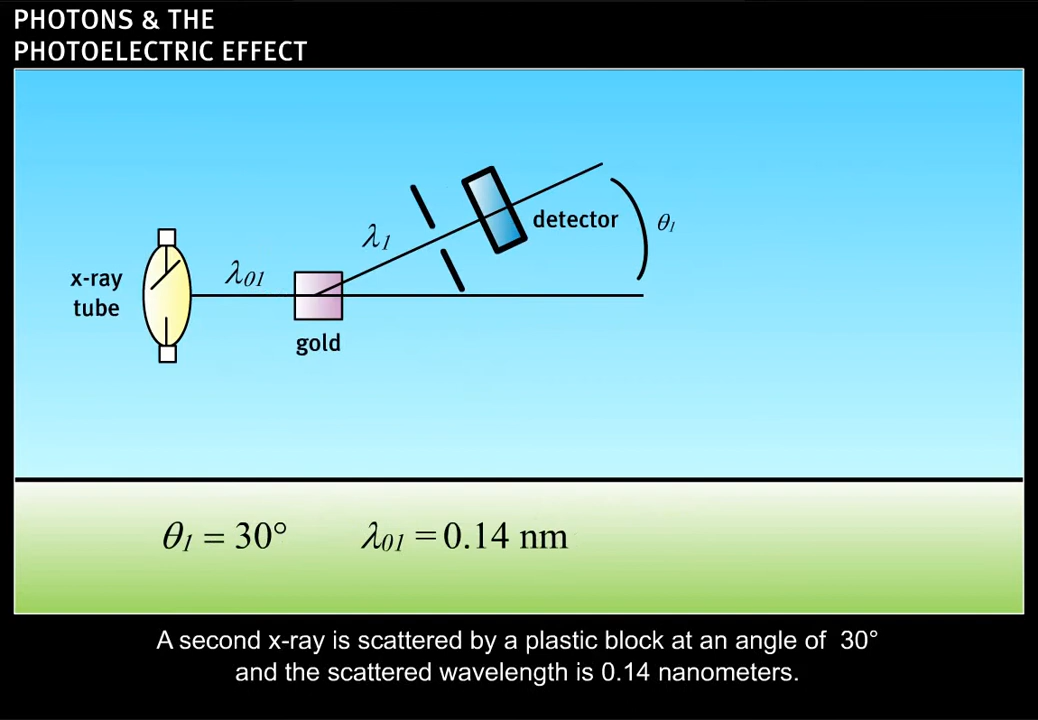 PHOTONS & THE
PHOTOELECTRIC EFFECT
λ1
detector
θ1
x-ray
tube
λ01
gold
θ1 = 30° λ01 = 0.14 nm
A second x-ray is scattered by a plastic block at an angle of 30°
and the scattered wavelength is 0.14 nanometers.